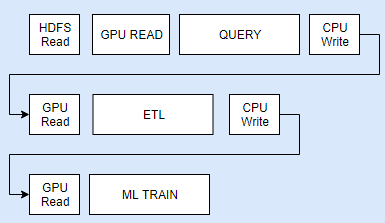 HDFS
Read
GPU READ
QUERY
CPU
Write
GPU
Read
ETL
CPU
Write
GPU
Read
ML TRAIN